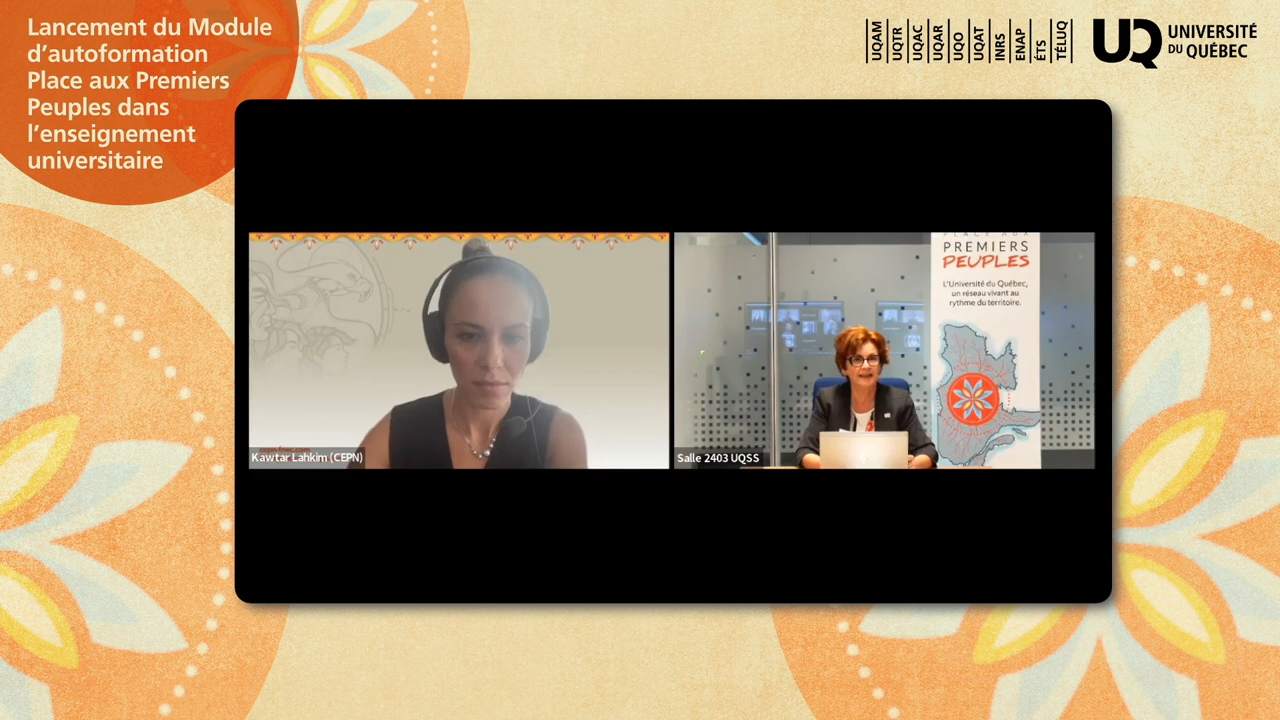 Lancement du Module
d'autoformation
Place aux Premiers
Peuples dans
l'enseignement
universitaire
UQAM
UQTR
UQAC
UQAR
UQO
UQAT
INRS
ENAP
ÉTS
TÉLUQ
UQ
UNIVERSITÉ
DU QUÉBEC
PLACE AUX
PREMIERS
PEUPLES
L'Université du Québec,
un réseau vivant au
rythme du territoire.
Kawtar Lahkim (CEPN)
Salle 2403 UQSS